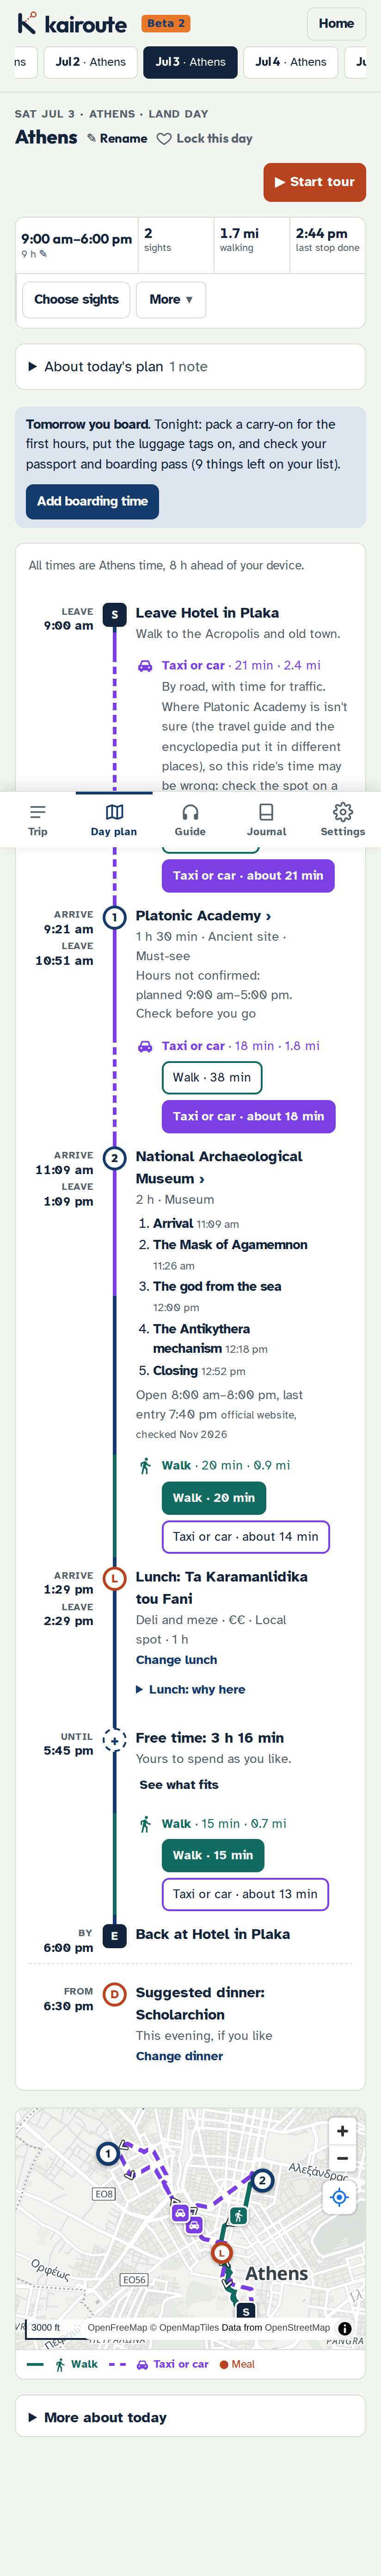 kairoute
Beta 2
Home
ns
Jul 2 · Athens
Jul 3 · Athens
Jul 4 · Athens
Ju
SAT JUL 3 · ATHENS · LAND DAY
Athens ✎ Rename ♡ Lock this day
▶ Start tour
9:00 am–6:00 pm
9 h ✎
2
sights
1.7 mi
walking
2:44 pm
last stop done
Choose sights
More ▾
▶ About today's plan 1 note
Tomorrow you board. Tonight: pack a carry-on for the
first hours, put the luggage tags on, and check your
passport and boarding pass (9 things left on your list).
Add boarding time
All times are Athens time, 8 h ahead of your device.
LEAVE
9:00 am
S
Leave Hotel in Plaka
Walk to the Acropolis and old town.
Taxi or car · 21 min · 2.4 mi
By road, with time for traffic.
Where Platonic Academy is isn't
sure (the travel guide and the
encyclopedia put it in different
places), so this ride's time may
be wrong: check the spot on a
Trip
Day plan
Guide
Journal
Settings
Taxi or car · about 21 min
ARRIVE
9:21 am
LEAVE
10:51 am
1
Platonic Academy ›
1 h 30 min · Ancient site ·
Must-see
Hours not confirmed:
planned 9:00 am–5:00 pm.
Check before you go
Taxi or car · 18 min · 1.8 mi
Walk · 38 min
Taxi or car · about 18 min
ARRIVE
11:09 am
LEAVE
1:09 pm
2
National Archaeological
Museum ›
2 h · Museum
1. Arrival 11:09 am
2. The Mask of Agamemnon
11:26 am
3. The god from the sea
12:00 pm
4. The Antikythera
mechanism 12:18 pm
5. Closing 12:52 pm
Open 8:00 am–8:00 pm, last
entry 7:40 pm official website,
checked Nov 2026
Walk · 20 min · 0.9 mi
Walk · 20 min
Taxi or car · about 14 min
ARRIVE
1:29 pm
LEAVE
2:29 pm
L
Lunch: Ta Karamanlidika
tou Fani
Deli and meze · €€ · Local
spot · 1 h
Change lunch
▶ Lunch: why here
UNTIL
5:45 pm
+
Free time: 3 h 16 min
Yours to spend as you like.
See what fits
Walk · 15 min · 0.7 mi
Walk · 15 min
Taxi or car · about 13 min
BY
6:00 pm
E
Back at Hotel in Plaka
FROM
6:30 pm
D
Suggested dinner:
Scholarchion
This evening, if you like
Change dinner
1
2
Αλεξάνδρας
EO8
L
Ορφέως
EO56
Athens
S
3000 ft
OpenFreeMap © OpenMapTiles Data from OpenStreetMap
PANGRA
Walk
Taxi or car
Meal
▶ More about today